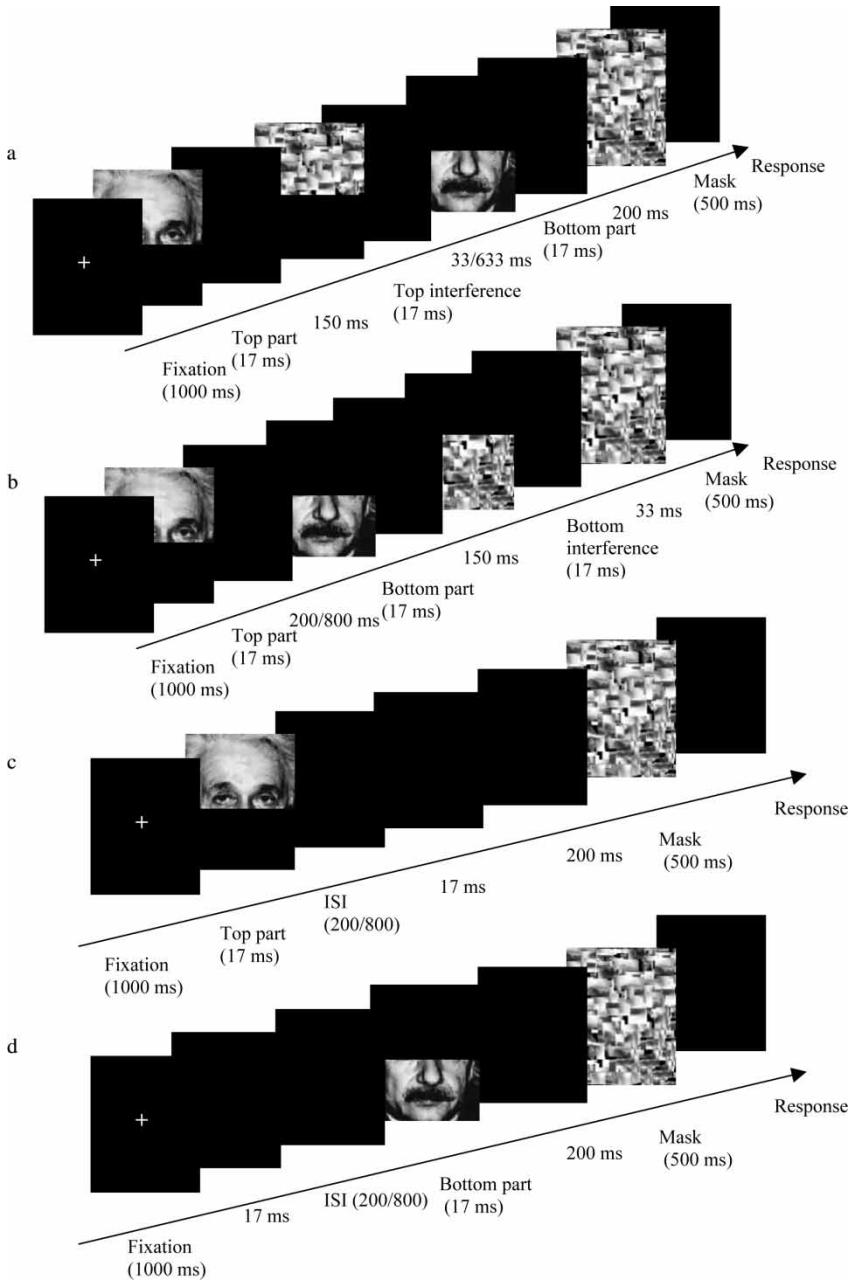 a
Fixation
(1000 ms)
Top part
(17 ms)
150 ms
Top interference
(17 ms)
33/633 ms
Bottom part
(17 ms)
200 ms
Mask
(500 ms)
Response
b
Fixation
(1000 ms)
Top part
(17 ms)
200/800 ms
Bottom part
(17 ms)
150 ms
Bottom
interference
(17 ms)
33 ms
Mask
(500 ms)
Response
c
Fixation
(1000 ms)
Top part
(17 ms)
ISI
(200/800)
17 ms
200 ms
Mask
(500 ms)
Response
d
Fixation
(1000 ms)
17 ms
ISI (200/800)
Bottom part
(17 ms)
200 ms
Mask
(500 ms)
Response